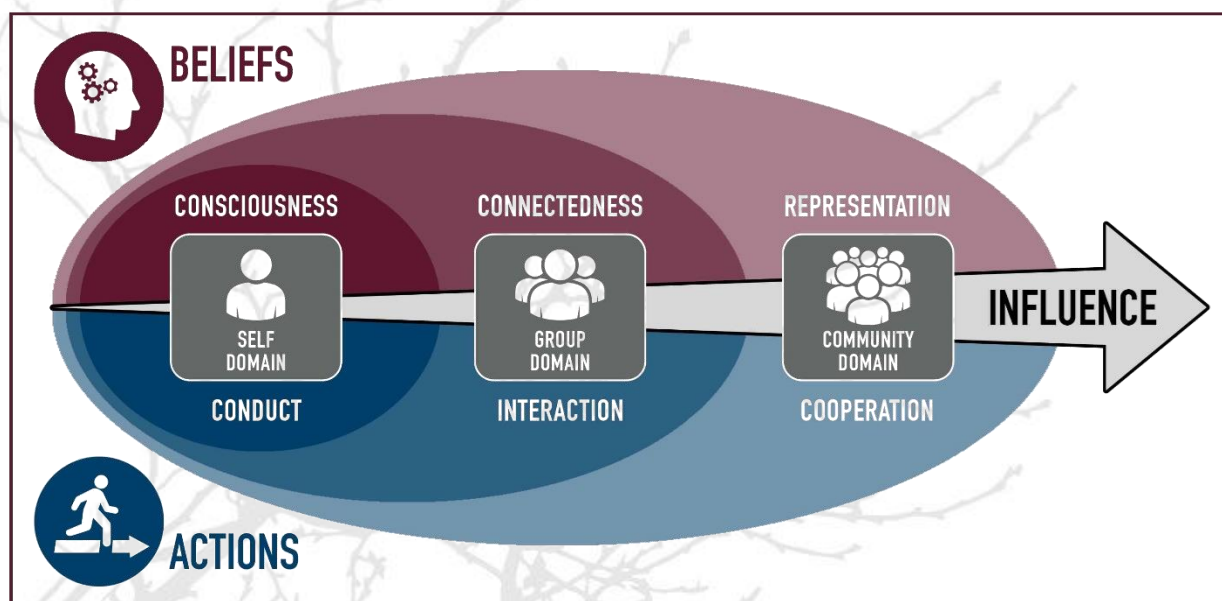 BELIEFS
CONSCIOUSNESS
CONNECTEDNESS
REPRESENTATION
SELF
DOMAIN
GROUP
DOMAIN
COMMUNITY
DOMAIN
INFLUENCE
CONDUCT
INTERACTION
COOPERATION
ACTIONS